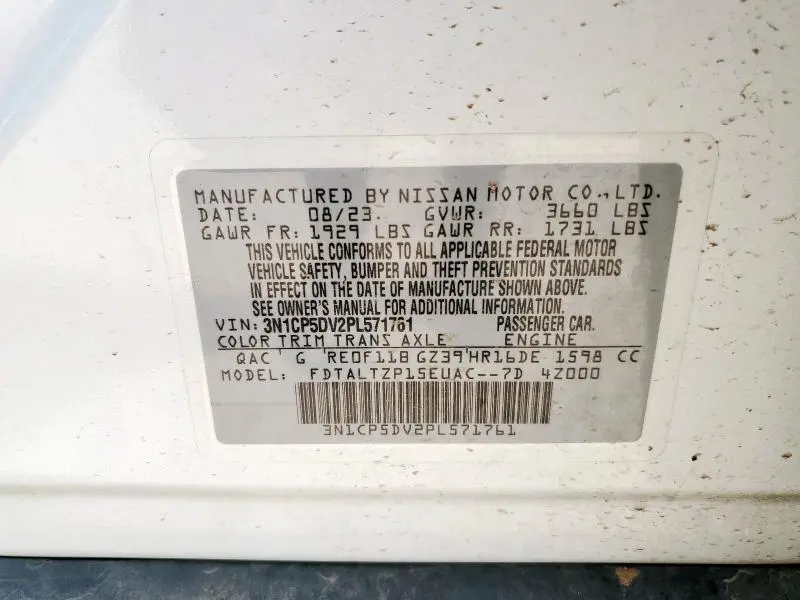 MANUFACTURED BY NISSAN MOTOR CO., LTD.
DATE: 08/23 GVWR: 3660 LBS
GAWR FR: 1929 LBS GAWR RR: 1731 LBS
THIS VEHICLE CONFORMS TO ALL APPLICABLE FEDERAL MOTOR
VEHICLE SAFETY, BUMPER AND THEFT PREVENTION STANDARDS
IN EFFECT ON THE DATE OF MANUFACTURE SHOWN ABOVE.
SEE OWNER'S MANUAL FOR ADDITIONAL INFORMATION.
VIN: 3N1CP5DV2PL571761 PASSENGER CAR.
COLOR TRIM TRANS AXLE ENGINE
QAC G RE0F11B GZ39 HR16DE 1598 CC
MODEL: FDTALTZP15EUAC--7D 4Z000
3N1CP5DV2PL571761